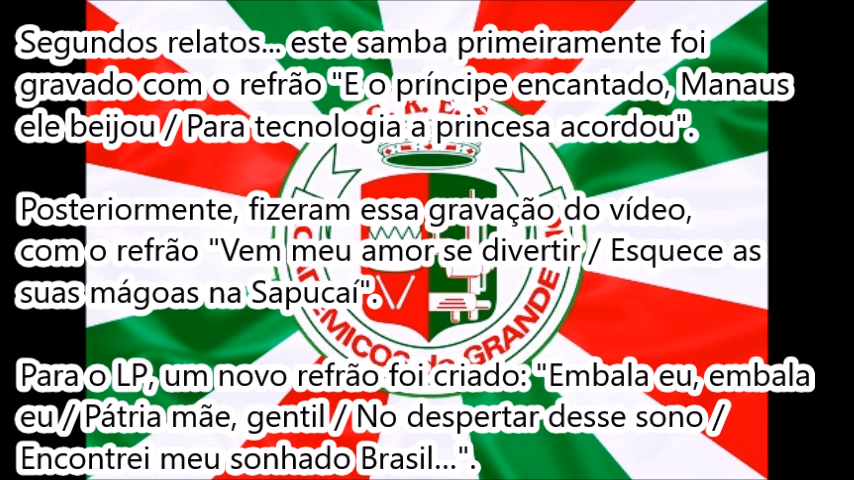 Segundos relatos... este samba primeiramente foi
gravado com o refrão "E o príncipe encantado, Manaus
ele beijou / Para tecnologia a princesa acordou".
Posteriormente, fizeram essa gravação do vídeo,
com o refrão "Vem meu amor se divertir / Esquece as
suas mágoas na Sapucaí".
Para o LP, um novo refrão foi criado: "Embala eu, embala
eu / Pátria mãe, gentil / No despertar desse sono /
Encontrei meu sonhado Brasil...".